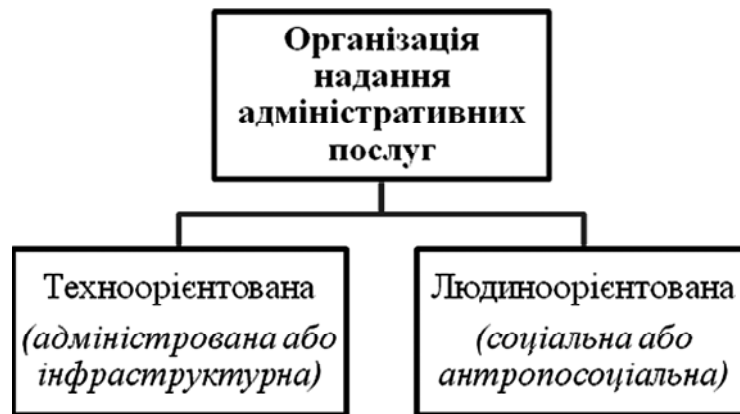 Організація
надання
адміністративних
послуг
Техноорієнтована
(адміністрована або
інфраструктурна)
Людиноорієнтована
(соціальна або
антропосоціальна)